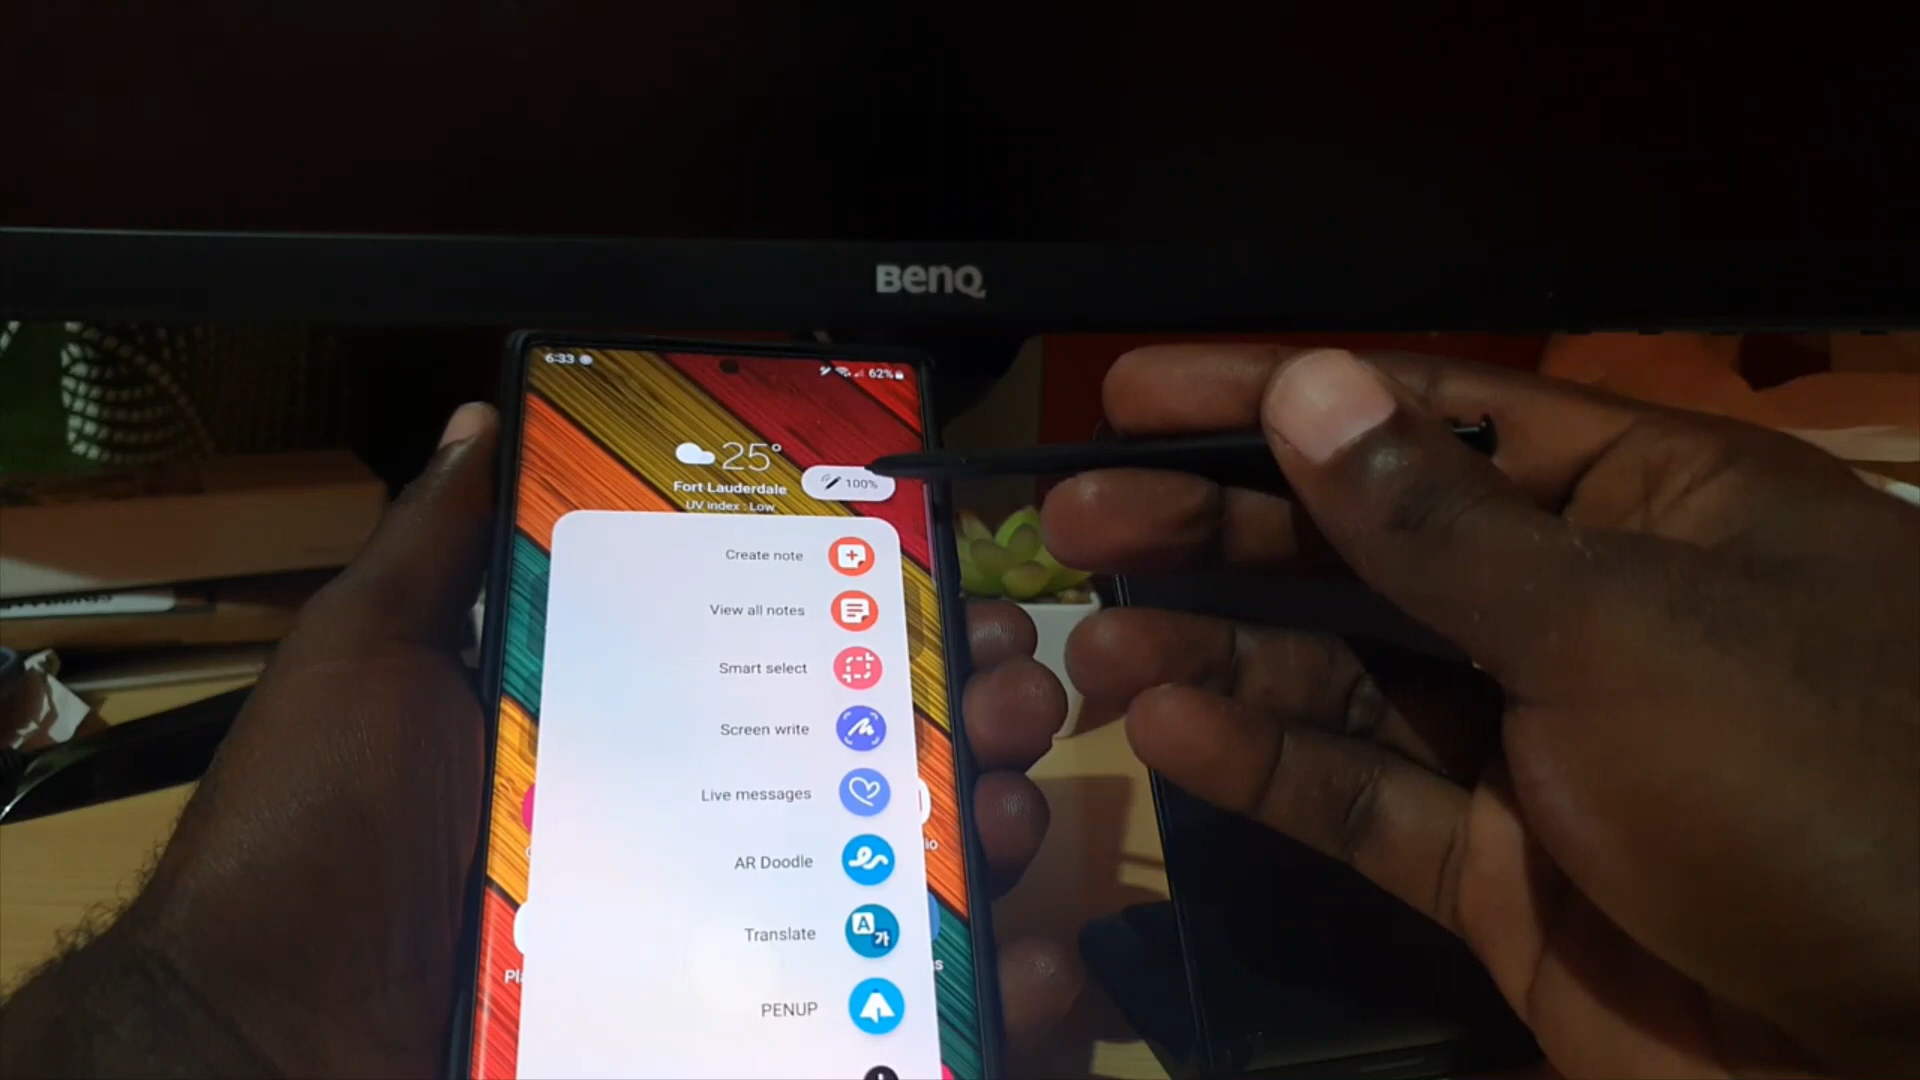 BenQ
6:33
62%
25°
100%
Fort Lauderdale
UV index : Low
Create note
View all notes
Smart select
Screen write
Live messages
AR Doodle
Translate
PENUP